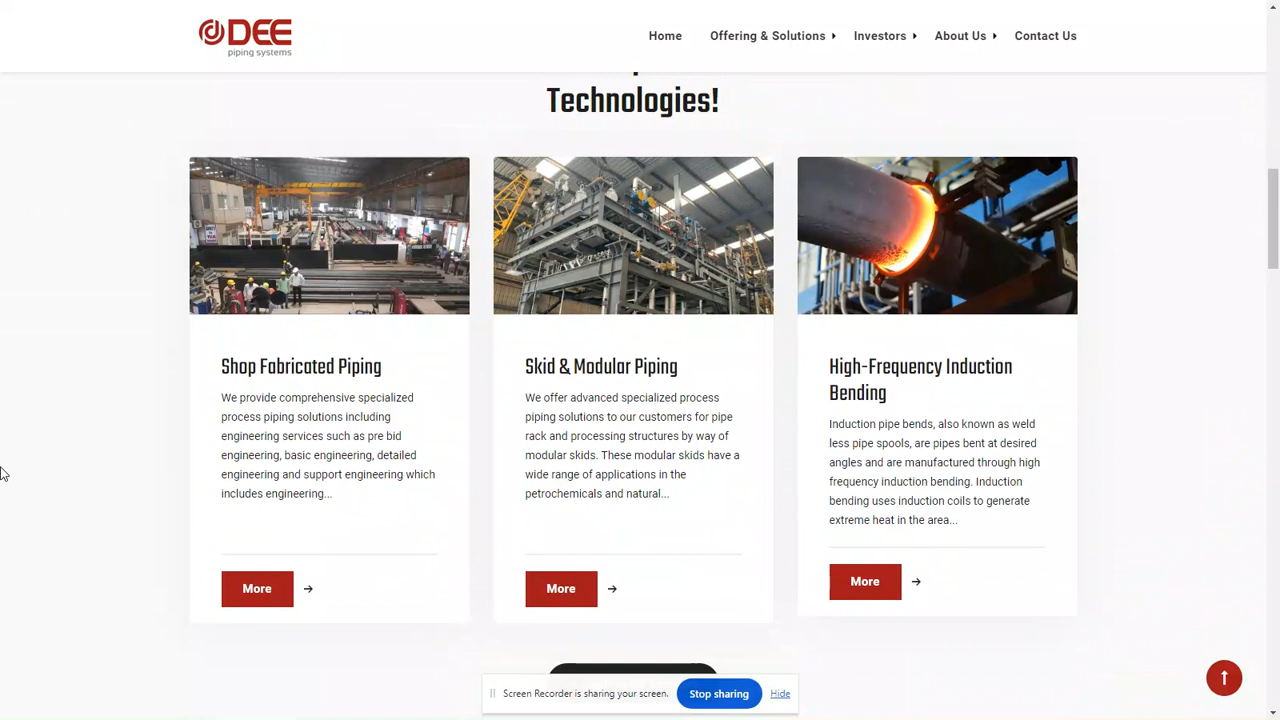 DEE
piping systems
Home
Offering & Solutions
Investors
About Us
Contact Us
Technologies!
Shop Fabricated Piping
We provide comprehensive specialized
process piping solutions including
engineering services such as pre bid
engineering, basic engineering, detailed
engineering and support engineering which
includes engineering...
More
Skid & Modular Piping
We offer advanced specialized process
piping solutions to our customers for pipe
rack and processing structures by way of
modular skids. These modular skids have a
wide range of applications in the
petrochemicals and natural...
More
High-Frequency Induction
Bending
Induction pipe bends, also known as weld
less pipe spools, are pipes bent at desired
angles and are manufactured through high
frequency induction bending. Induction
bending uses induction coils to generate
extreme heat in the area...
More
Screen Recorder is sharing your screen.
Stop sharing
Hide